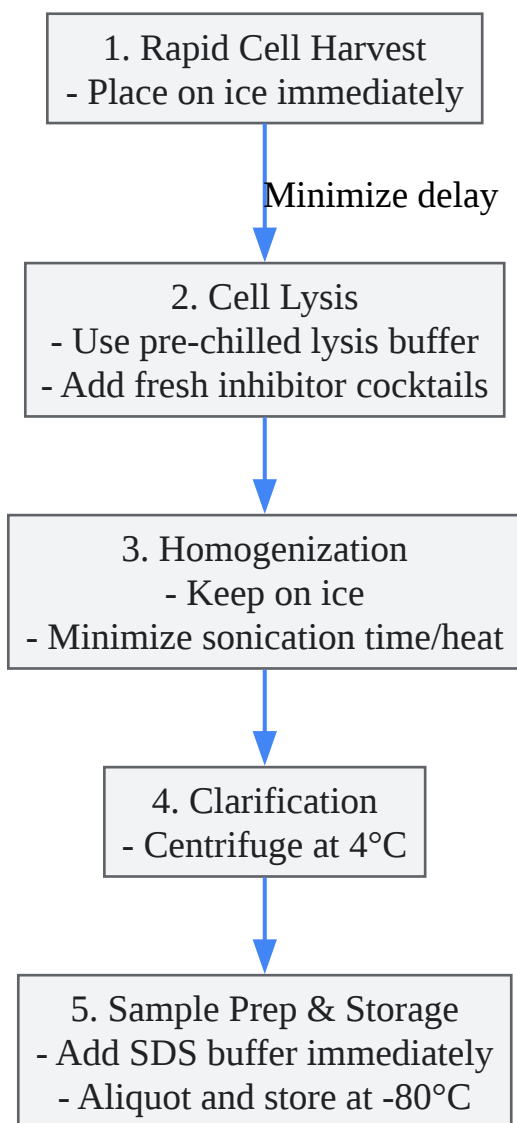 1. Rapid Cell Harvest
- Place on ice immediately
Minimize delay
2. Cell Lysis
- Use pre-chilled lysis buffer
- Add fresh inhibitor cocktails
3. Homogenization
- Keep on ice
- Minimize sonication time/heat
4. Clarification
- Centrifuge at 4°C
5. Sample Prep & Storage
- Add SDS buffer immediately
- Aliquot and store at -80°C